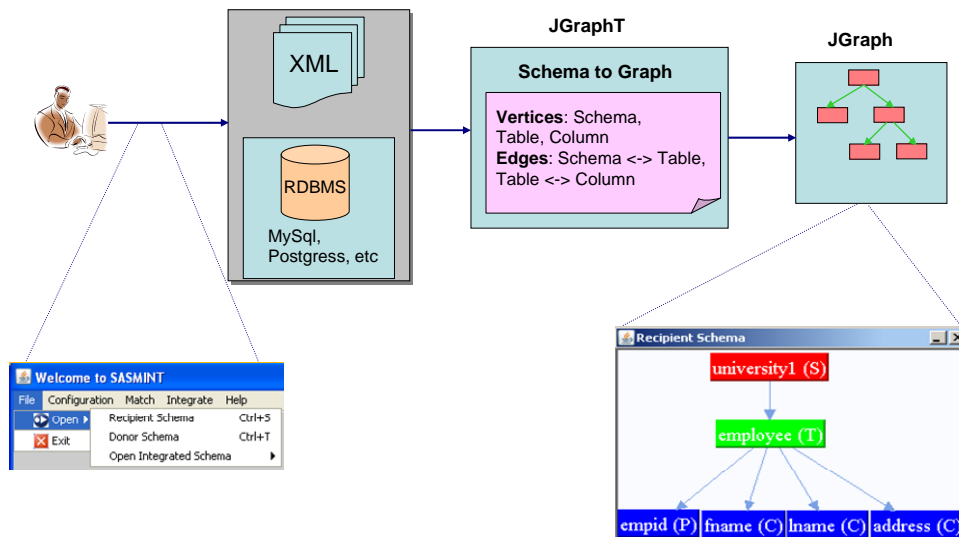 XML
RDBMS
MySql,
Postgress, etc
JGraphT
Schema to Graph
Vertices: Schema,
Table, Column
Edges: Schema <-> Table,
Table <-> Column
JGraph
Welcome to SASMINT
File Configuration Match Integrate Help
Open
Exit
Recipient Schema Ctrl+S
Donor Schema Ctrl+T
Open Integrated Schema
Recipient Schema
university1 (S)
employee (T)
empid (P) fname (C) lname (C) address (C)